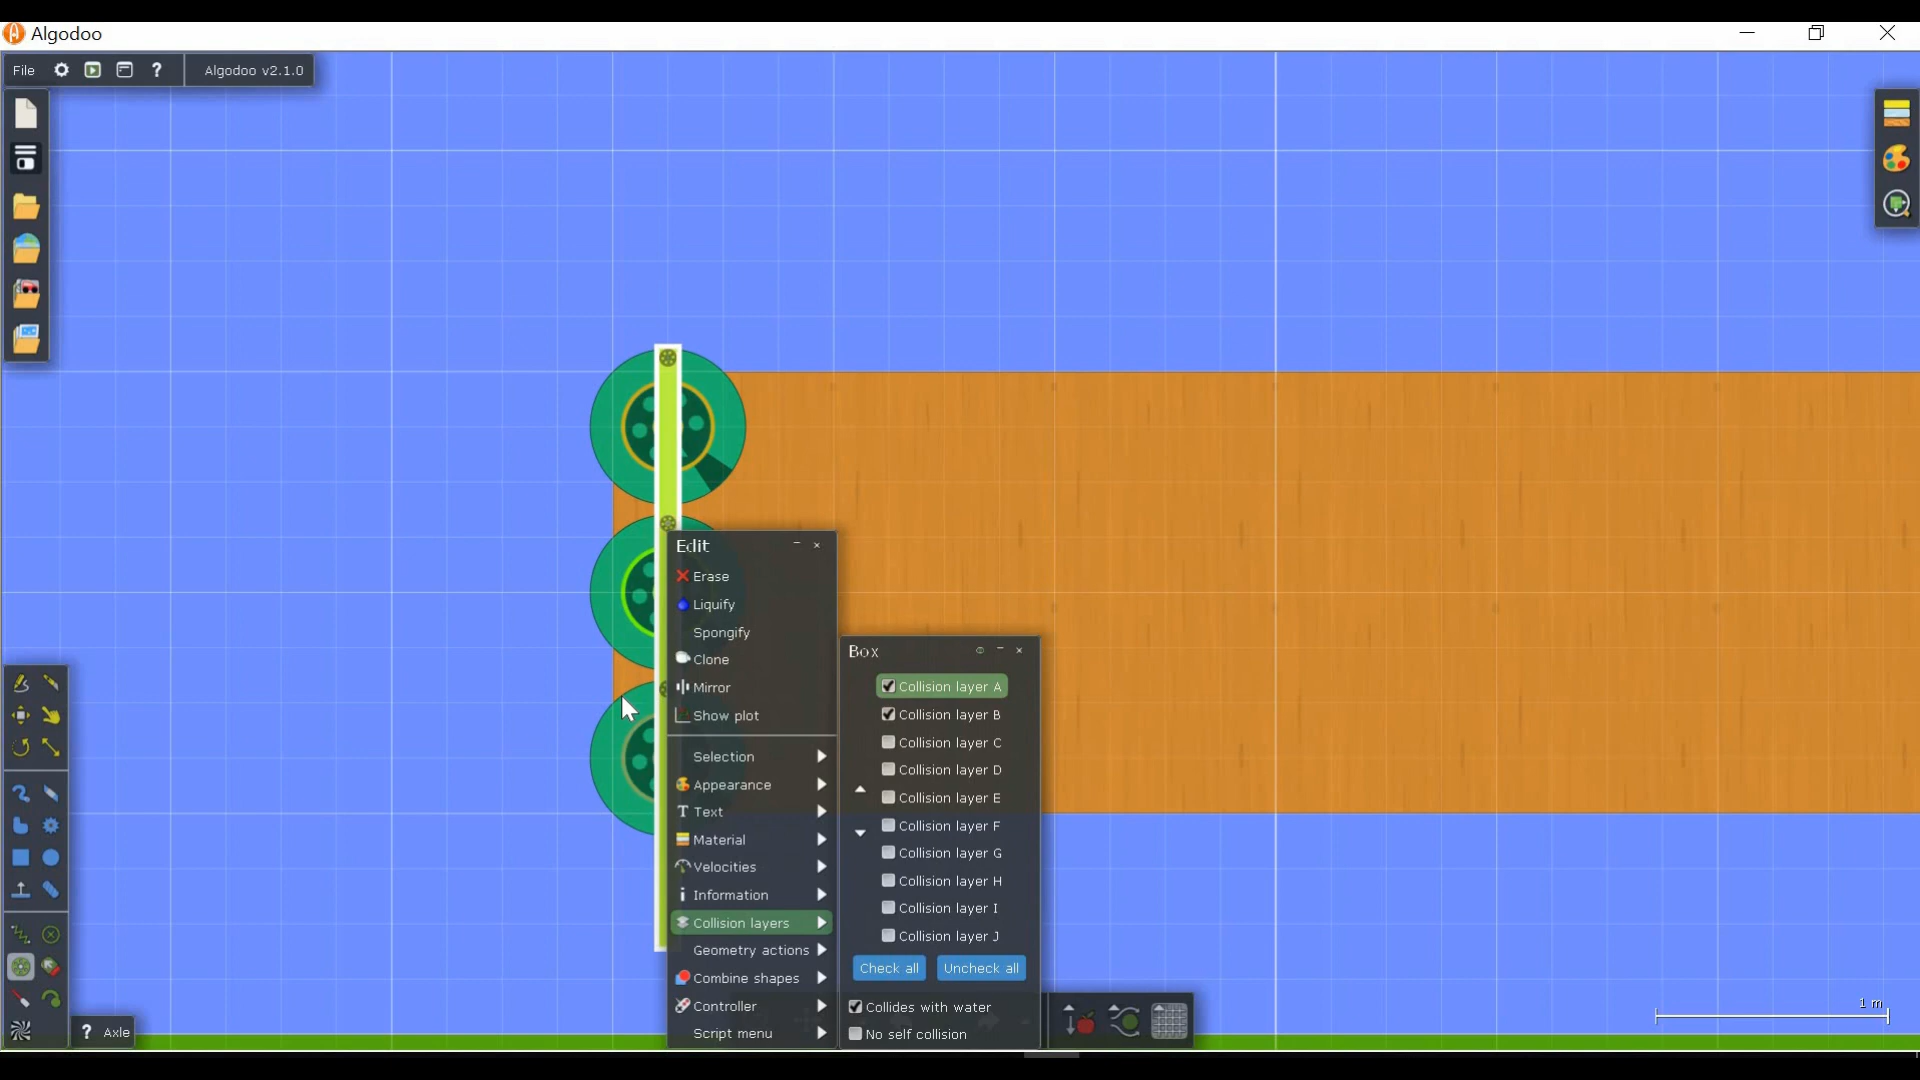 Algodoo
File ? Algodoo v2.1.0
Edit
Erase
Liquify
Spongify
Clone
Mirror
Show plot
Selection
Appearance
Text
Material
Velocities
Information
Collision layers
Geometry actions
Combine shapes
Controller
Script menu
Box
Collision layer A
Collision layer B
Collision layer C
Collision layer D
Collision layer E
Collision layer F
Collision layer G
Collision layer H
Collision layer I
Collision layer J
Check all Uncheck all
Collides with water
No self collision
1 m
? Axle